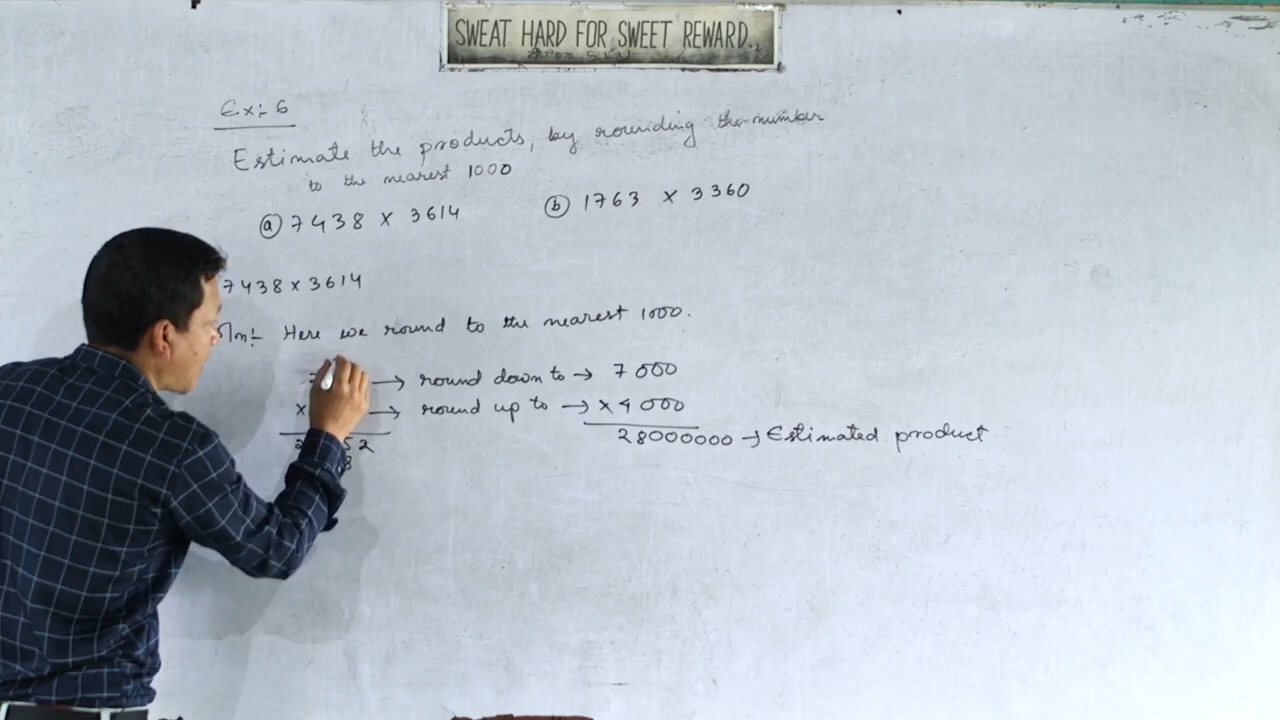 SWEAT HARD FOR SWEET REWARD.
Ex:- 6
Estimate the products, by rounding the number
to the nearest 1000
(a) 7438 × 3614
(b) 1763 × 3360
7438 × 3614
Here we round to the nearest 1000.
→ round down to → 7000
× → round up to → × 4000
28000000 → Estimated product